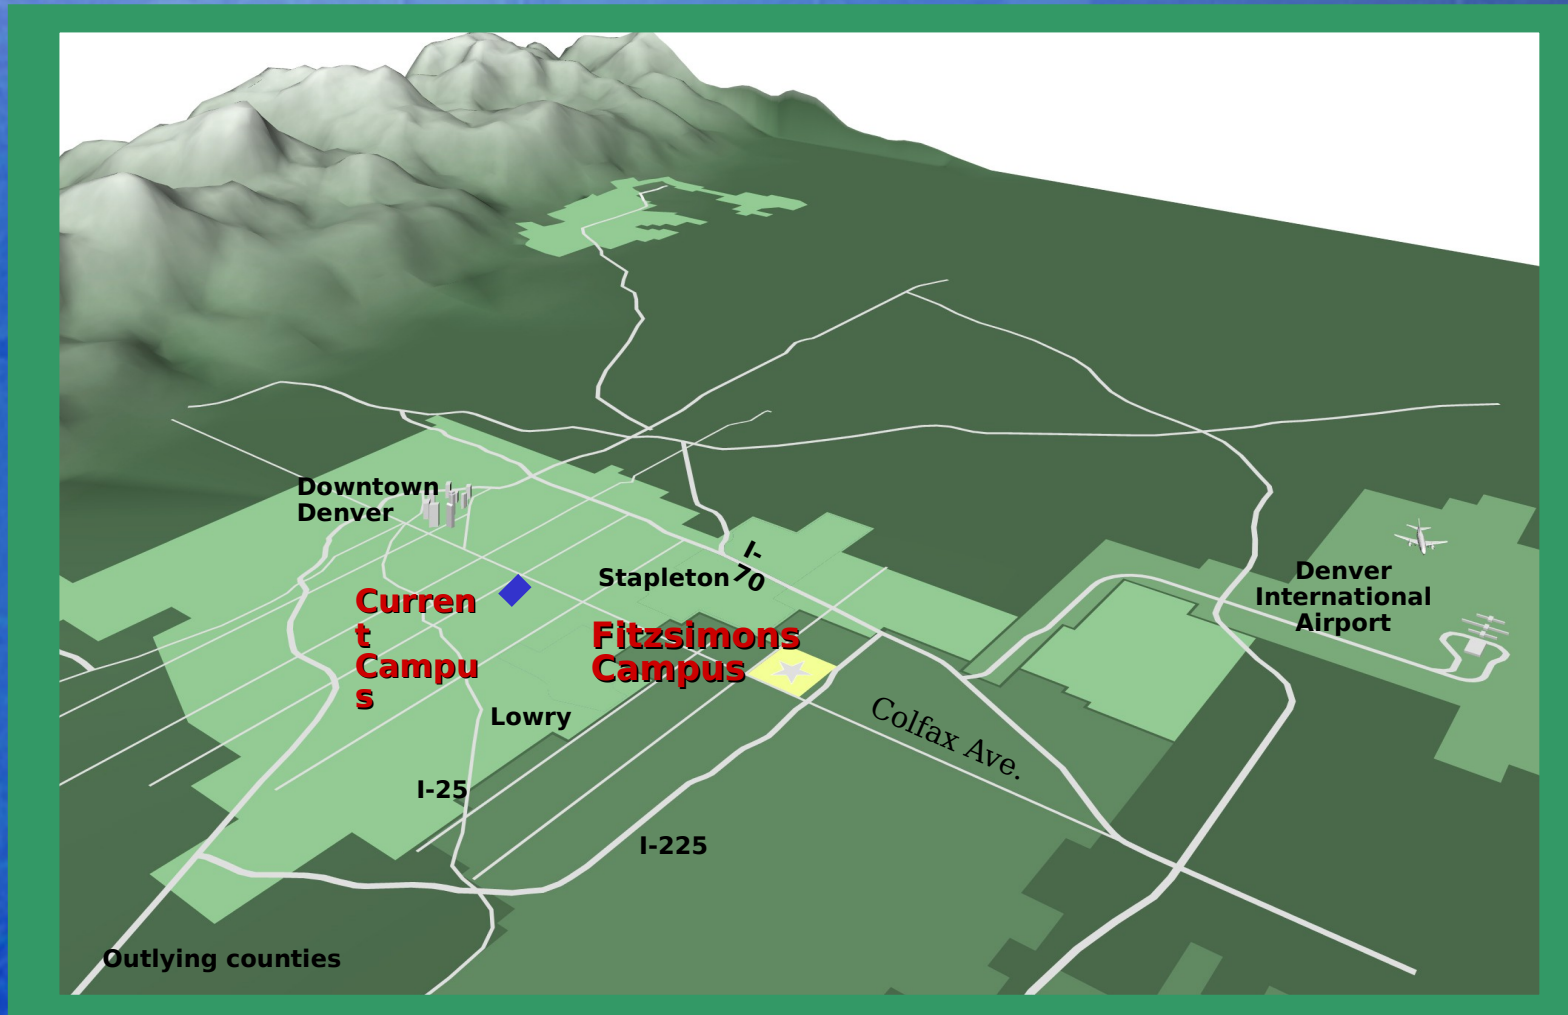 Downtown
Denver
I-
70
Stapleton
Denver
International
Airport
Curren
t
Campu
s
Fitzsimons
Campus
Lowry
Colfax Ave.
I-25
I-225
Outlying counties